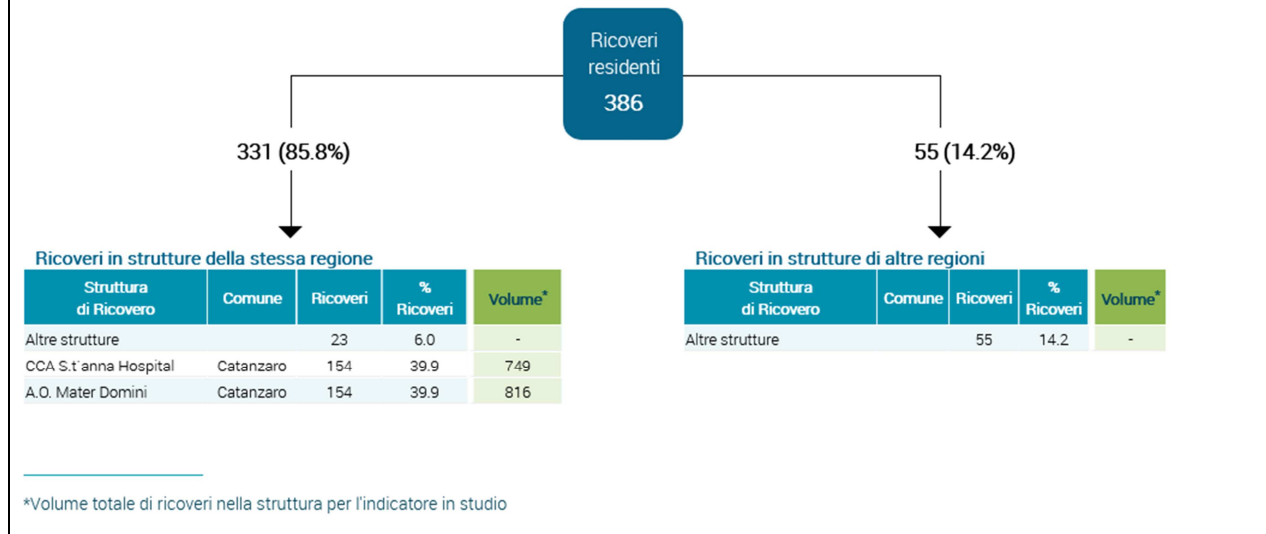 Ricoveri
residenti
386
331 (85.8%)
55 (14.2%)
Ricoveri in strutture della stessa regione
Struttura di Ricovero Comune Ricoveri % Ricoveri Volume*
Altre strutture 23 6.0 -
CCA S.t´anna Hospital Catanzaro 154 39.9 749
A.O. Mater Domini Catanzaro 154 39.9 816
Ricoveri in strutture di altre regioni
Struttura di Ricovero Comune Ricoveri % Ricoveri Volume*
Altre strutture 55 14.2 -
*Volume totale di ricoveri nella struttura per l'indicatore in studio